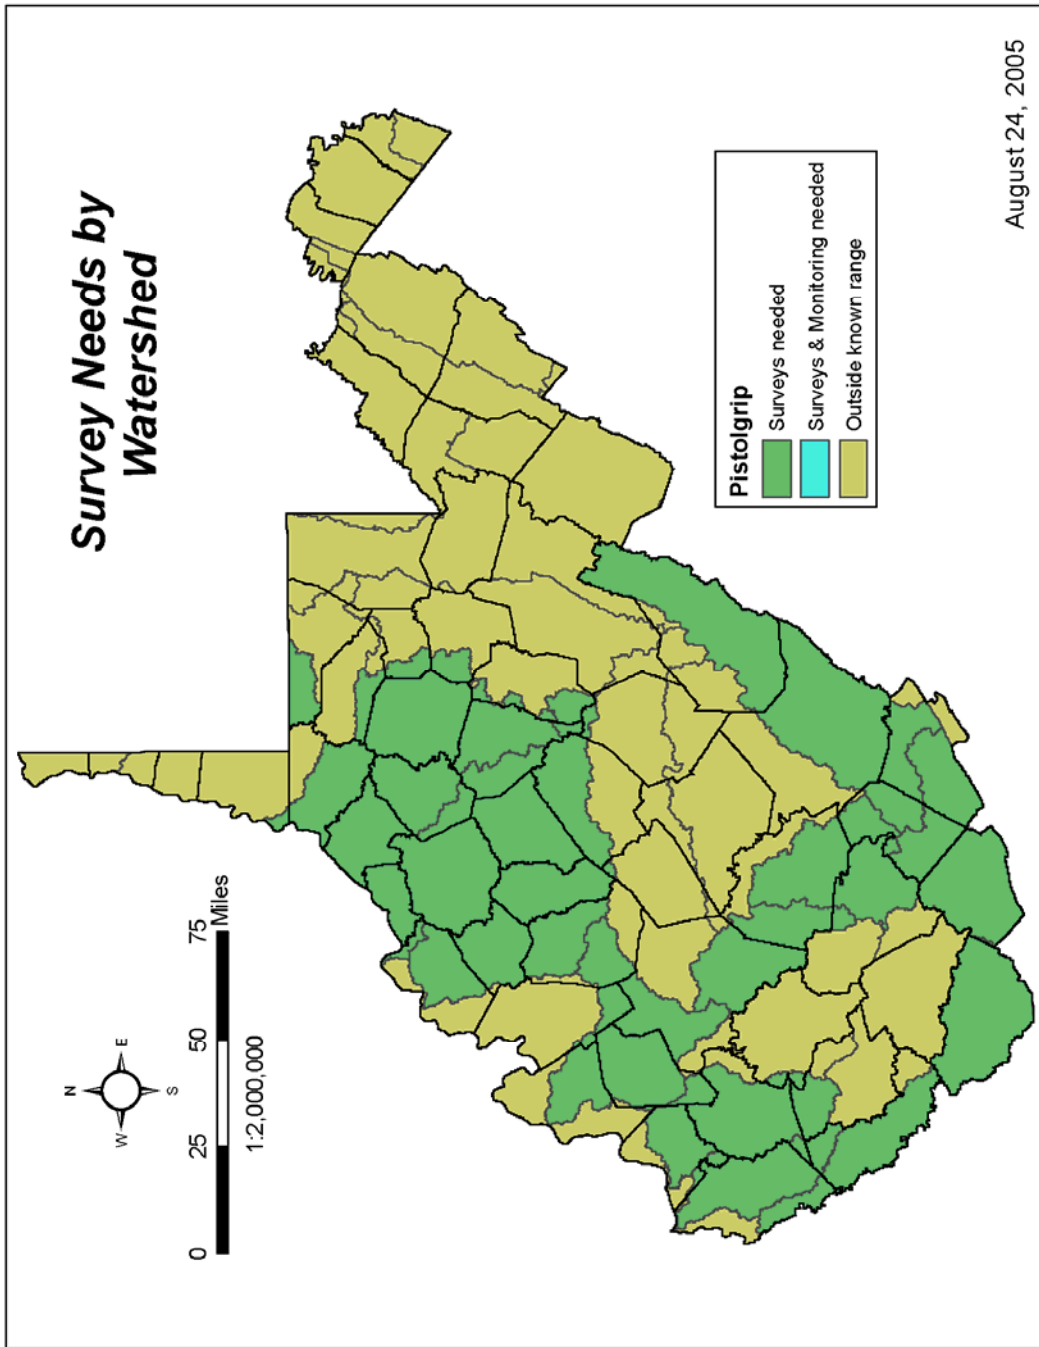 Survey Needs by
Watershed
N
W
E
S
0
25
50
75
Miles
1:2,000,000
Pistolgrip
Surveys needed
Surveys & Monitoring needed
Outside known range
August 24, 2005